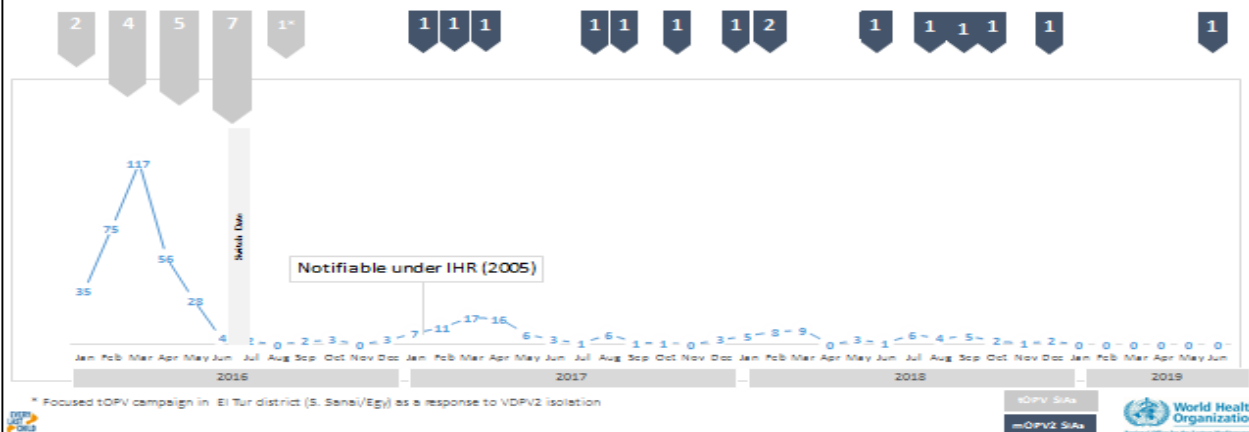 2 4 5 7 1* 1 1 1 1 1 1 1 2 1 1 1 1 1 1
117
75
56
35
28
Switch Date
Notifiable under IHR (2005)
4 2 0 2 3 0 3 7 11 17 16 6 3 1 6 1 1 0 3 5 8 9 0 3 1 6 4 5 2 1 2 0 0 0 0 0 0
Jan Feb Mar Apr May Jun Jul Aug Sep Oct Nov Dec Jan Feb Mar Apr May Jun Jul Aug Sep Oct Nov Dec Jan Feb Mar Apr May Jun Jul Aug Sep Oct Nov Dec Jan Feb Mar Apr May Jun
2016 2017 2018 2019
* Focused tOPV campaign in El Tur district (S. Sanai/Egy) as a response to VDPV2 isolation
tOPV SIAs
mOPV2 SIAs
EVERY
LAST
CHILD
World Healt
Organizatio